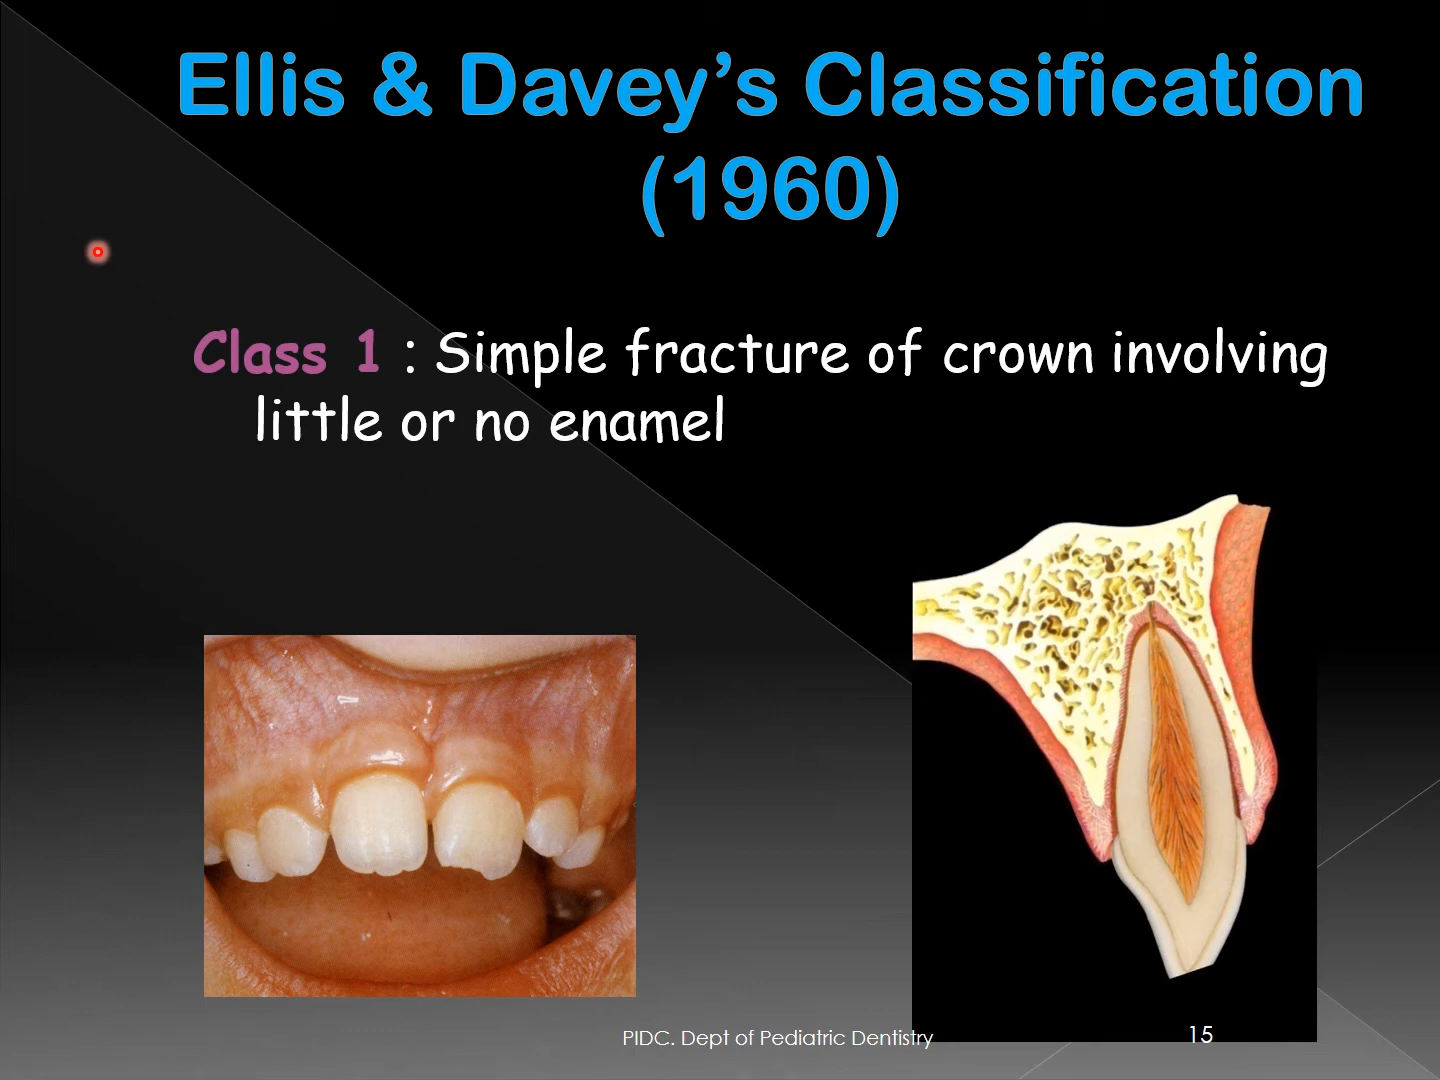 Ellis & Davey’s Classification
(1960)
Class 1 : Simple fracture of crown involving
little or no enamel
PIDC. Dept of Pediatric Dentistry
15